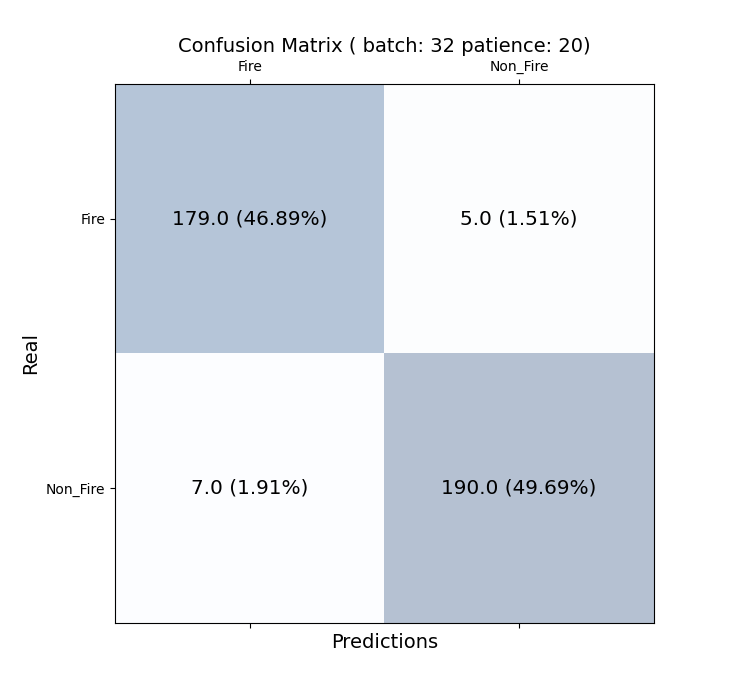 Confusion Matrix ( batch: 32 patience: 20)
Fire Non_Fire
Fire 179.0 (46.89%) 5.0 (1.51%)
Real
Non_Fire 7.0 (1.91%) 190.0 (49.69%)
Predictions